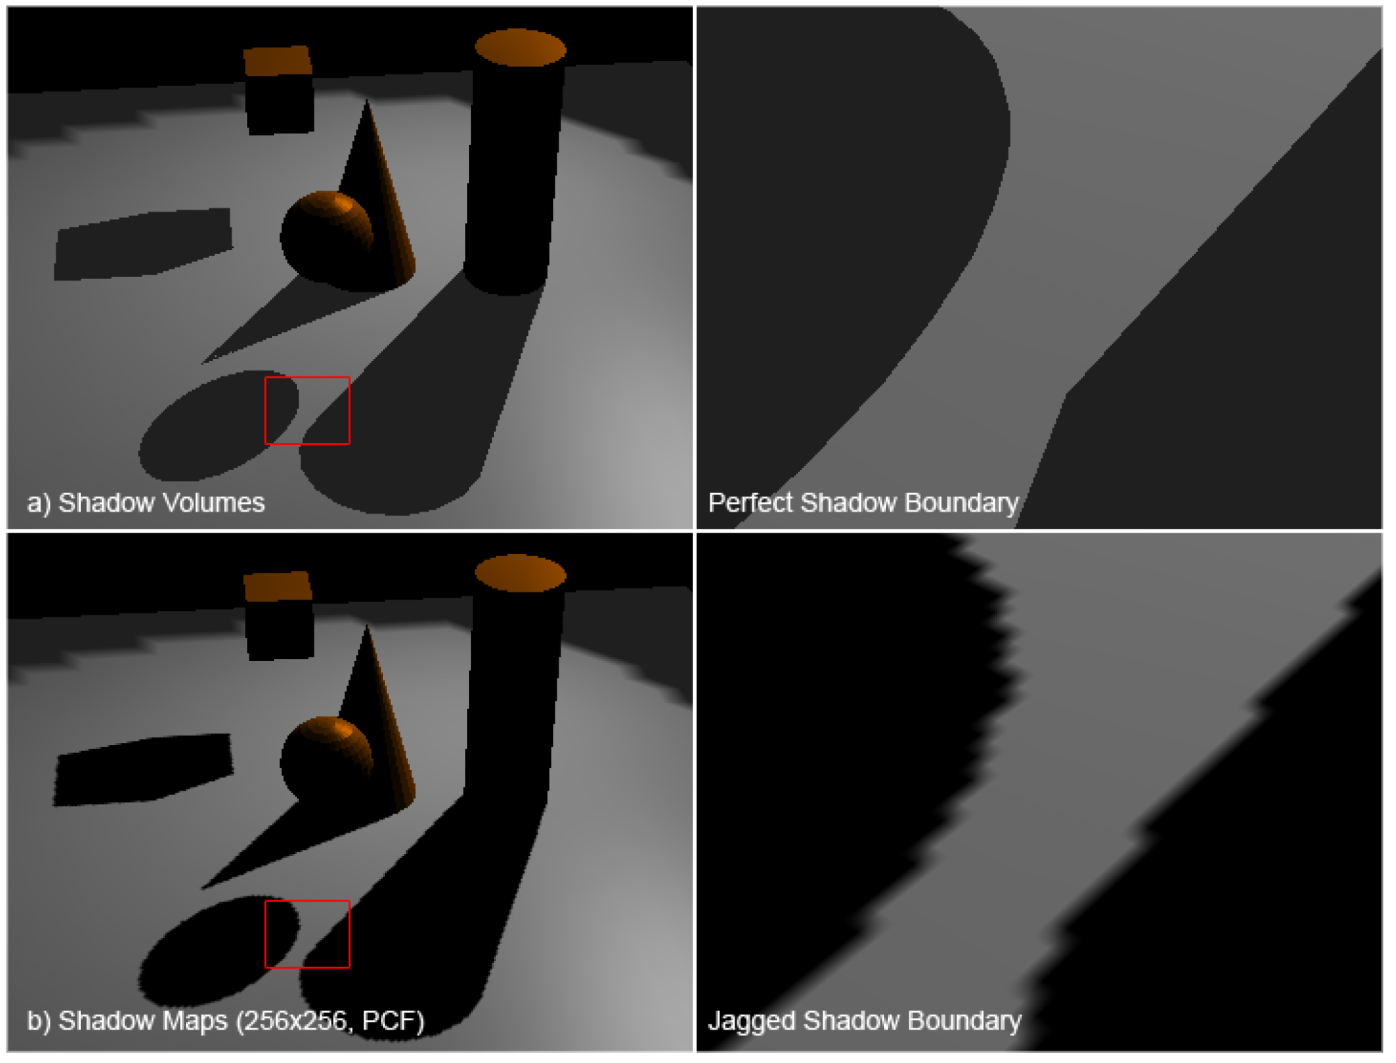 a) Shadow Volumes
Perfect Shadow Boundary
b) Shadow Maps (256x256, PCF)
Jagged Shadow Boundary